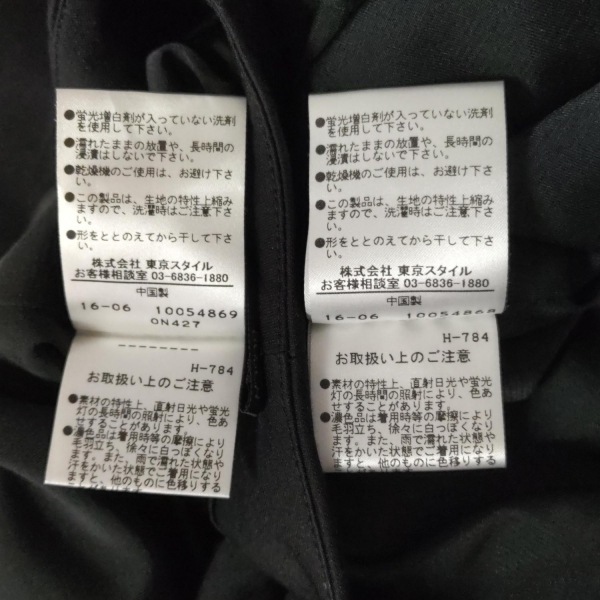 ●蛍光増白剤が入っていない洗剤
を使用して下さい。
●濡れたままの放置や、長時間の
浸漬はしないで下さい。
●乾燥機のご使用は、お避け下さ
い。
●この製品は、生地の特性上縮み
ますので、洗濯時はご注意下さ
い。
●形をととのえてから干して下さ
い。
株式会社 東京スタイル
お客様相談室 03-6836-1880
中国製
16-06 10054869
ON427
--------
H-784
お取扱い上のご注意
●素材の特性上、直射日光や蛍光
灯の長時間の照射により、色あ
せすることがあります。
●濃色品は着用時等の摩擦により
毛羽立ち、徐々に白っぽくなり
ます。また、雨で濡れた状態や
汗をかいた状態でご着用になり
ますと、他のものに色移りする
●蛍光増白剤が入っていない洗剤
を使用して下さい。
●濡れたままの放置や、長時間の
浸漬はしないで下さい。
●乾燥機のご使用は、お避け下さ
い。
●この製品は、生地の特性上縮み
ますので、洗濯時はご注意下さ
い。
●形をととのえてから干して下さ
い。
株式会社 東京スタイル
お客様相談室 03-6836-1880
中国製
16-06 10054869
H-784
お取扱い上のご注意
●素材の特性上、直射日光や蛍光
灯の長時間の照射により、色あ
せすることがあります。
●濃色品は着用時等の摩擦により
毛羽立ち、徐々に白っぽくなり
ます。また、雨で濡れた状態や
汗をかいた状態でご着用になり
ますと、他のものに色移りする